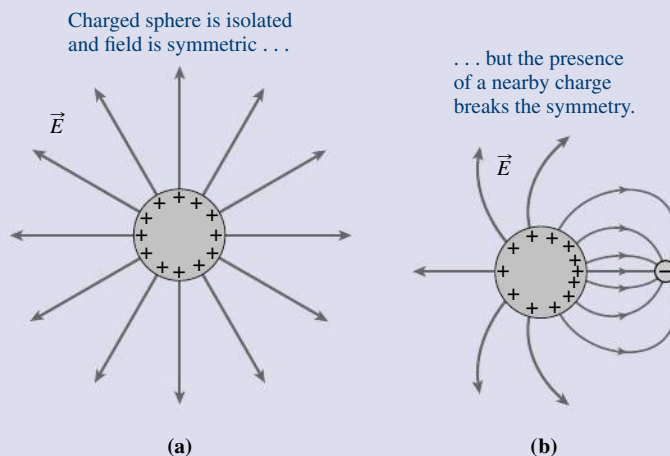 Charged sphere is isolated
and field is symmetric . . .
. . . but the presence
of a nearby charge
breaks the symmetry.
E⃗
E⃗
+ + + + + + + + + + + +
+ + + + + + + + + + + + −
(a)
(b)